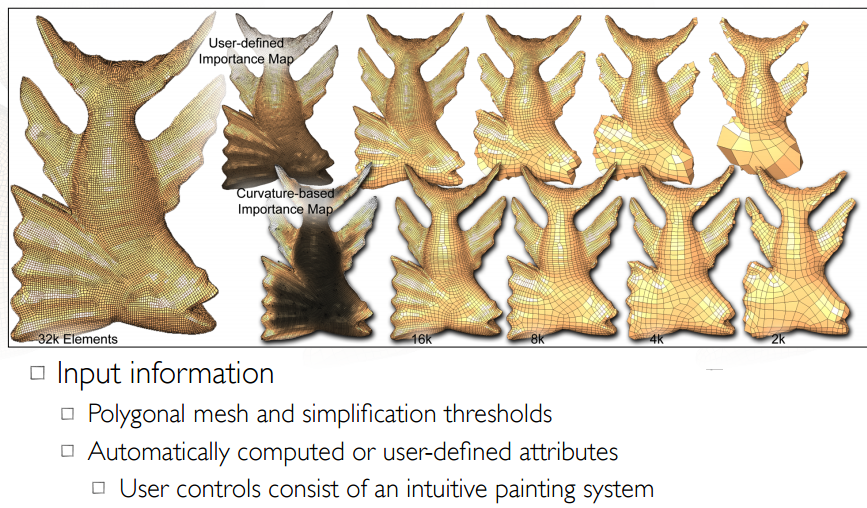 User-defined
Importance Map
Curvature-based
Importance Map
32k Elements
16k
8k
4k
2k
Input information
Polygonal mesh and simplification thresholds
Automatically computed or user-defined attributes
User controls consist of an intuitive painting system